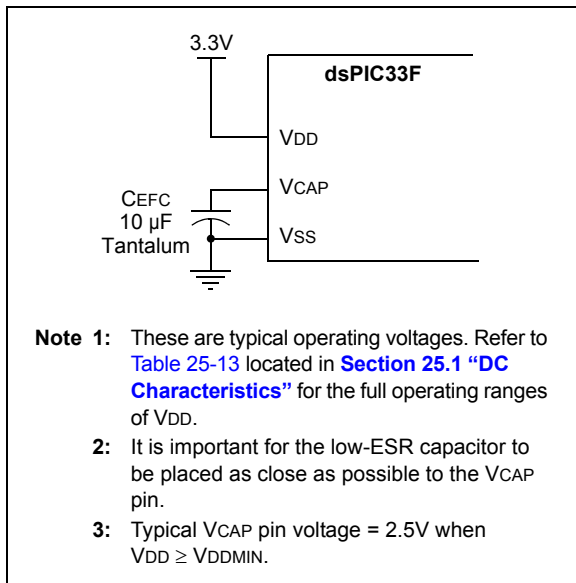 3.3V
dsPIC33F
VDD
VCAP
CEFC
10 µF
Tantalum
VSS
Note 1: These are typical operating voltages. Refer to
Table 25-13 located in Section 25.1 “DC
Characteristics” for the full operating ranges
of VDD.
2: It is important for the low-ESR capacitor to
be placed as close as possible to the VCAP
pin.
3: Typical VCAP pin voltage = 2.5V when
VDD ≥ VDDMIN.